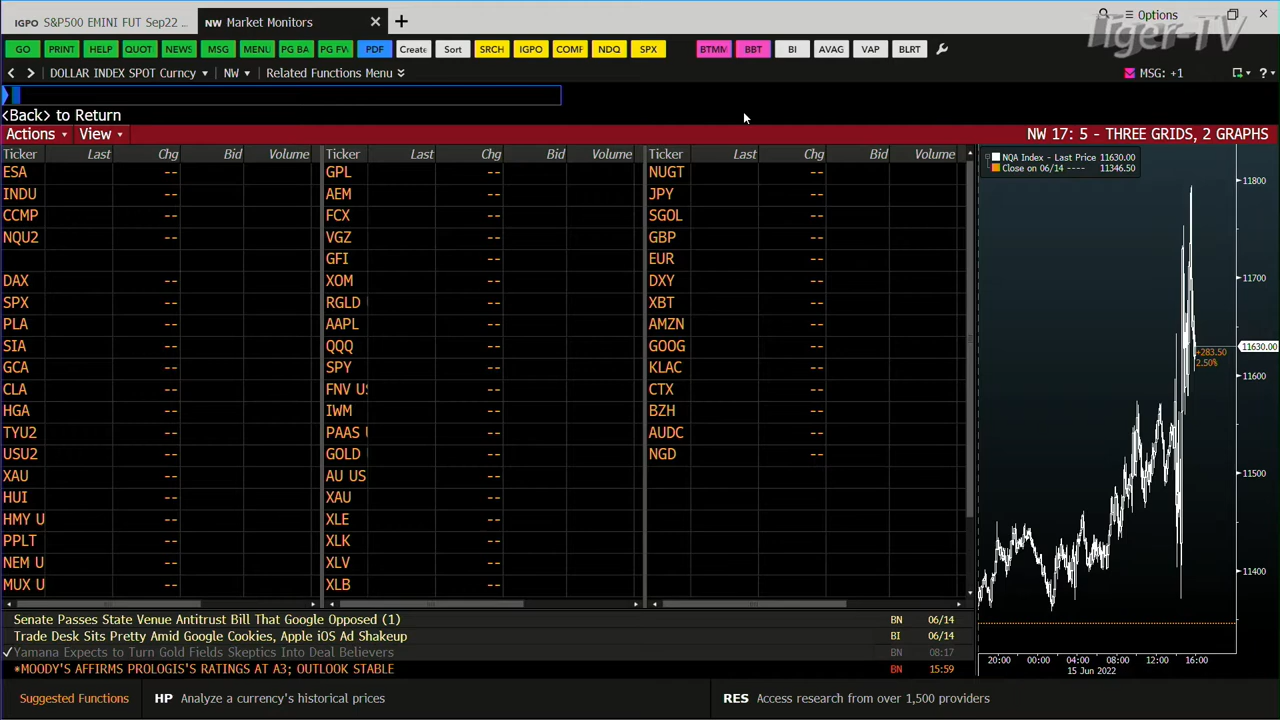 IGPO S&P500 EMINI FUT Sep22 ...
NW Market Monitors
Options
Tiger-TV
GO PRINT HELP QUOT NEWS MSG MENU PG BA PG FW PDF Create Sort SRCH IGPO COMF NDQ SPX BTMM BBT BI AVAG VAP BLRT
DOLLAR INDEX SPOT Curncy NW Related Functions Menu MSG: +1 ?
<Back> to Return
Actions View NW 17: 5 - THREE GRIDS, 2 GRAPHS
Ticker Last Chg Bid Volume Ticker Last Chg Bid Volume Ticker Last Chg Bid Volume
ESA -- GPL -- NUGT --
INDU -- AEM -- JPY --
CCMP -- FCX -- SGOL --
NQU2 -- VGZ -- GBP --
GFI -- EUR --
DAX -- XOM -- DXY --
SPX -- RGLD -- XBT --
PLA -- AAPL -- AMZN --
SIA -- QQQ -- GOOG --
GCA -- SPY -- KLAC --
CLA -- FNV US -- CTX --
HGA -- IWM -- BZH --
TYU2 -- PAAS U -- AUDC --
USU2 -- GOLD -- NGD --
XAU -- AU US --
HUI -- XAU --
HMY U -- XLE --
PPLT -- XLK --
NEM U -- XLV --
MUX U -- XLB --
NQA Index - Last Price 11630.00
Close on 06/14 ---- 11346.50
11800
11700
11630.00
+283.50
2.50%
11600
11500
11400
20:00 00:00 04:00 08:00 12:00 16:00
15 Jun 2022
Senate Passes State Venue Antitrust Bill That Google Opposed (1) BN 06/14
Trade Desk Sits Pretty Amid Google Cookies, Apple iOS Ad Shakeup BI 06/14
✓Yamana Expects to Turn Gold Fields Skeptics Into Deal Believers BN 08:17
*MOODY'S AFFIRMS PROLOGIS'S RATINGS AT A3; OUTLOOK STABLE BN 15:59
Suggested Functions HP Analyze a currency's historical prices RES Access research from over 1,500 providers